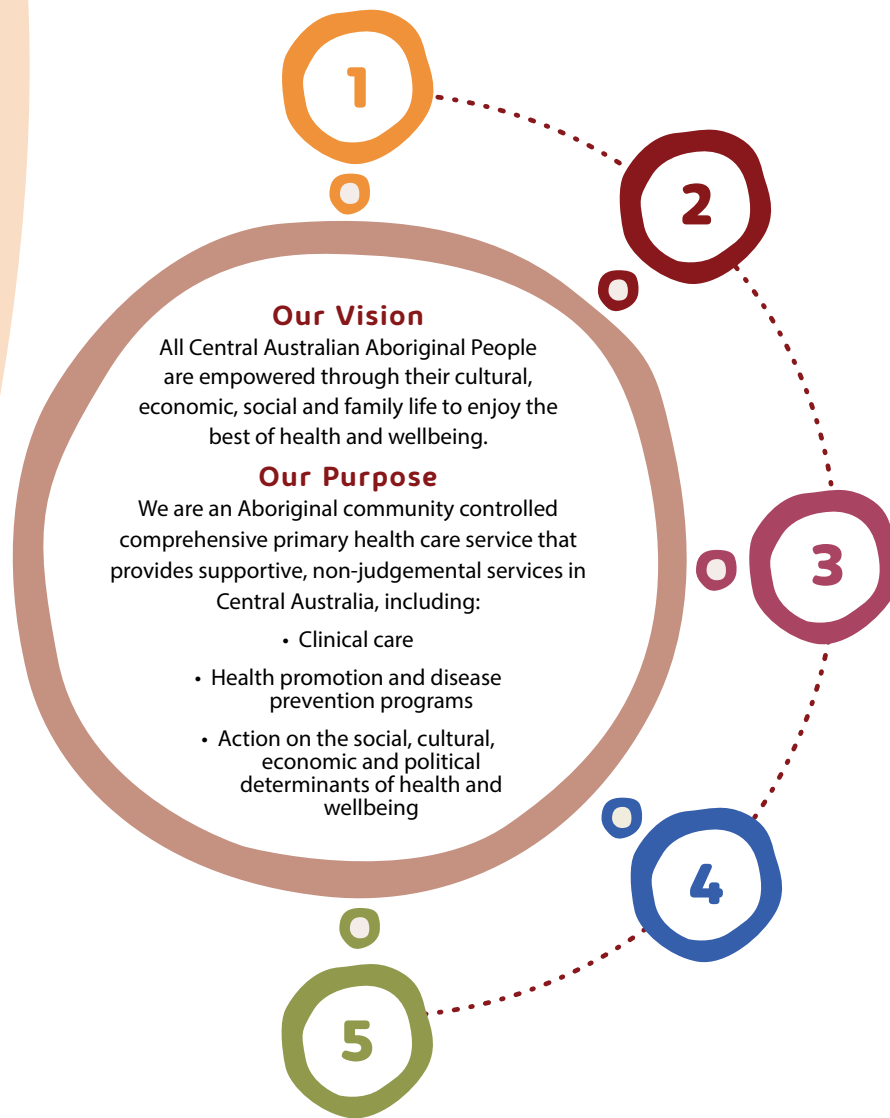 1
2
Our Vision
All Central Australian Aboriginal People
are empowered through their cultural,
economic, social and family life to enjoy the
best of health and wellbeing.
Our Purpose
We are an Aboriginal community controlled
comprehensive primary health care service that
provides supportive, non-judgemental services in
Central Australia, including:
• Clinical care
• Health promotion and disease
prevention programs
• Action on the social, cultural,
economic and political
determinants of health and
wellbeing
3
4
5